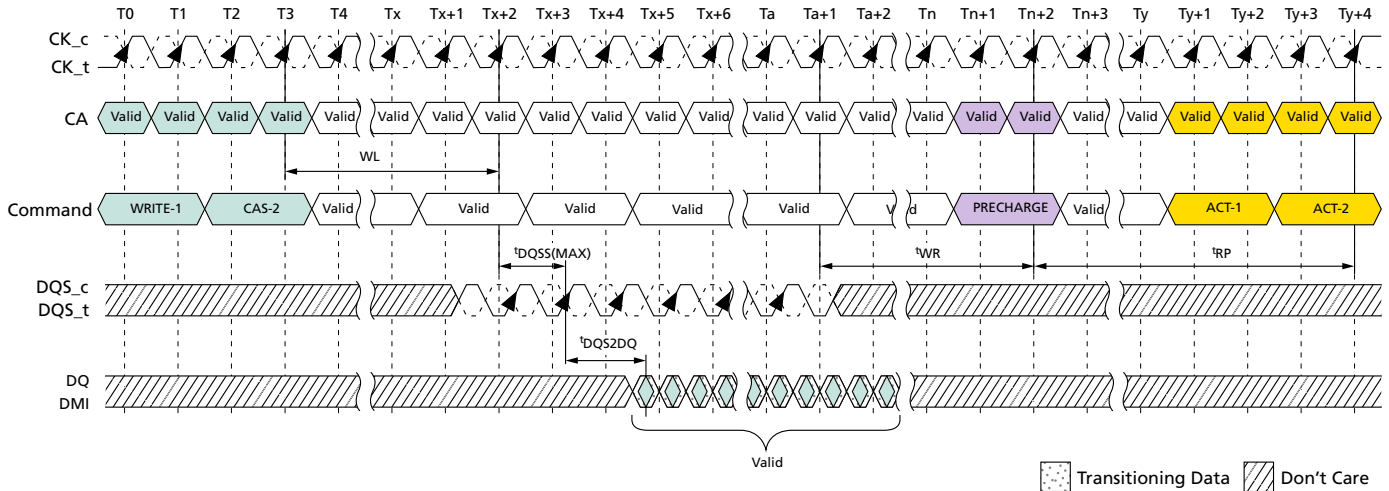 T0 T1 T2 T3 T4 Tx Tx+1 Tx+2 Tx+3 Tx+4 Tx+5 Tx+6 Ta Ta+1 Ta+2 Tn Tn+1 Tn+2 Tn+3 Ty Ty+1 Ty+2 Ty+3 Ty+4
CK_c
CK_t
CA Valid Valid Valid Valid Valid Valid Valid Valid Valid Valid Valid Valid Valid Valid Valid Valid Valid Valid Valid Valid Valid Valid Valid Valid
WL
Command WRITE-1 CAS-2 Valid Valid Valid Valid Valid PRECHARGE Valid ACT-1 ACT-2
tDQSS(MAX) tWR tRP
DQS_c
DQS_t
tDQS2DQ
DQ
DMI
Valid
Transitioning Data Don't Care